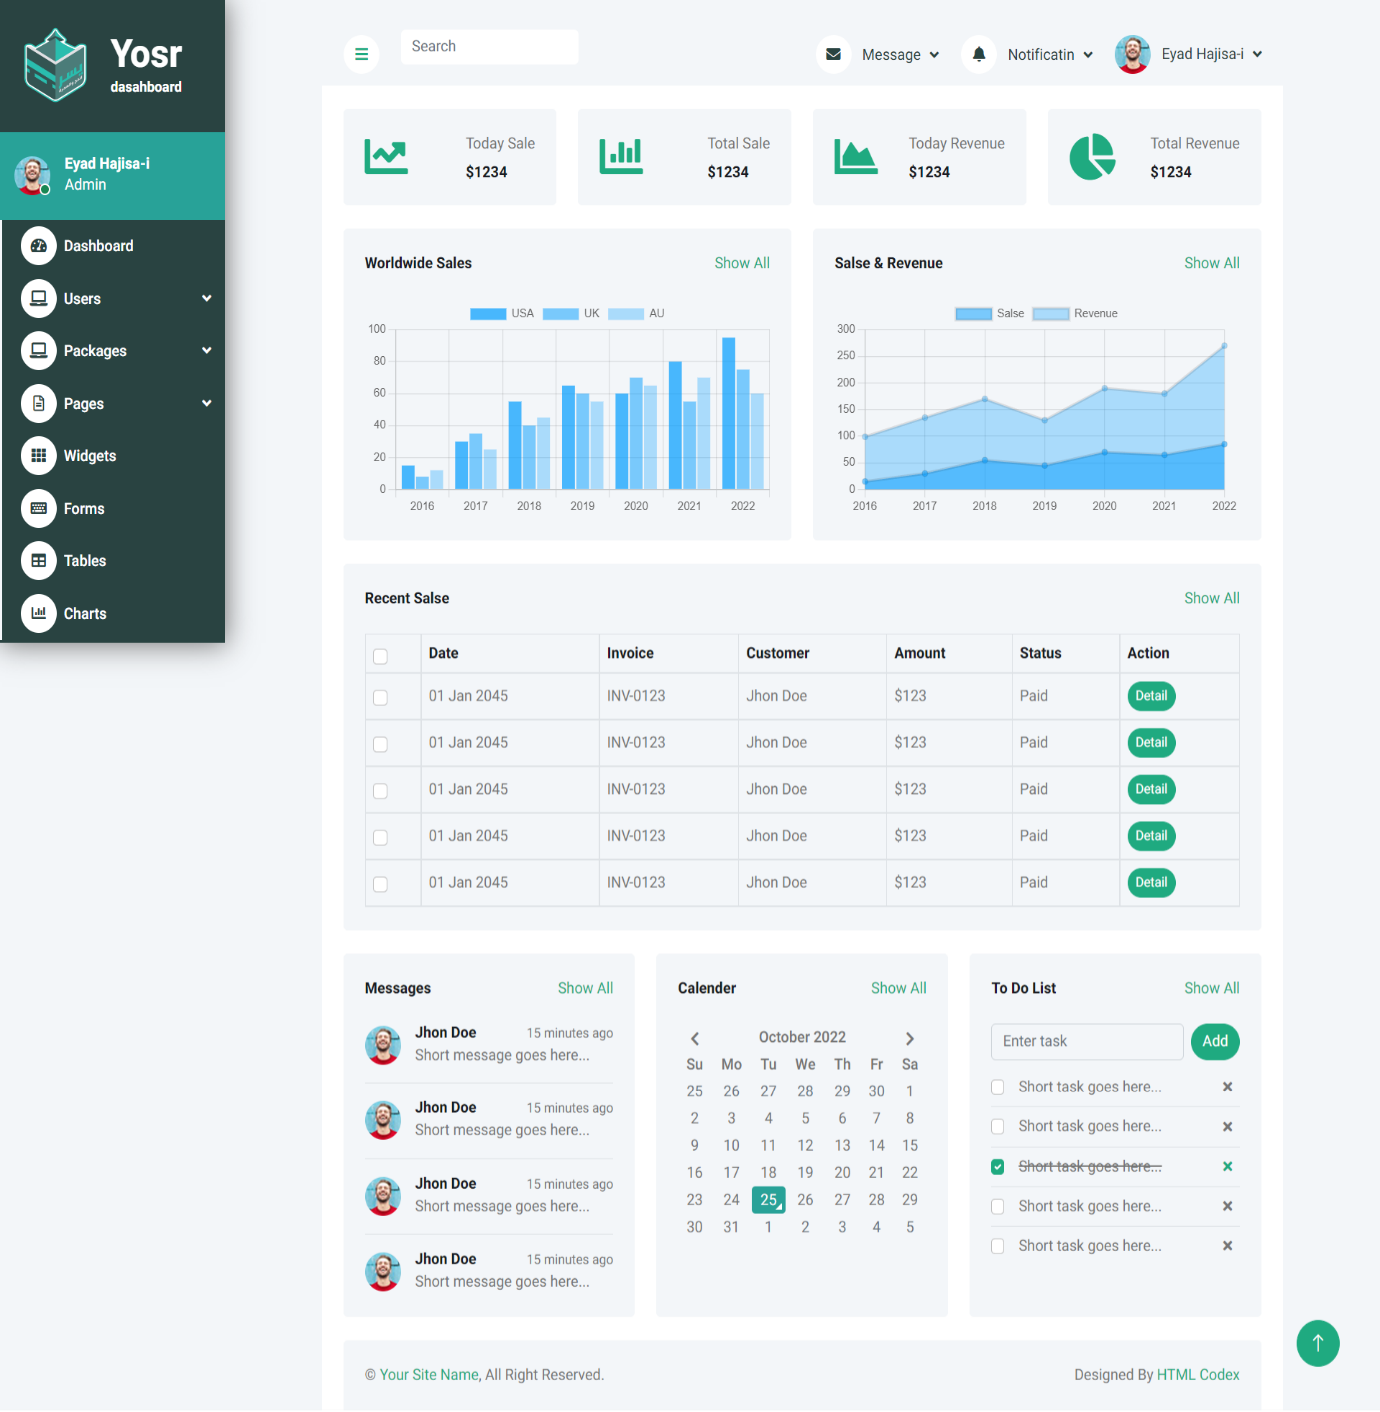 Yosr
dasahboard
Eyad Hajisa-i
Admin
Dashboard
Users
Packages
Pages
Widgets
Forms
Tables
Charts
Search
Message
Notificatin
Eyad Hajisa-i
Today Sale
$1234
Total Sale
$1234
Today Revenue
$1234
Total Revenue
$1234
Worldwide Sales Show All
USA UK AU
100
80
60
40
20
0
2016 2017 2018 2019 2020 2021 2022
Salse & Revenue Show All
Salse Revenue
300
250
200
150
100
50
0
2016 2017 2018 2019 2020 2021 2022
Recent Salse Show All
Date Invoice Customer Amount Status Action
01 Jan 2045 INV-0123 Jhon Doe $123 Paid Detail
01 Jan 2045 INV-0123 Jhon Doe $123 Paid Detail
01 Jan 2045 INV-0123 Jhon Doe $123 Paid Detail
01 Jan 2045 INV-0123 Jhon Doe $123 Paid Detail
01 Jan 2045 INV-0123 Jhon Doe $123 Paid Detail
Messages Show All
Jhon Doe 15 minutes ago
Short message goes here...
Jhon Doe 15 minutes ago
Short message goes here...
Jhon Doe 15 minutes ago
Short message goes here...
Jhon Doe 15 minutes ago
Short message goes here...
Calender Show All
October 2022
Su Mo Tu We Th Fr Sa
25 26 27 28 29 30 1
2 3 4 5 6 7 8
9 10 11 12 13 14 15
16 17 18 19 20 21 22
23 24 25 26 27 28 29
30 31 1 2 3 4 5
To Do List Show All
Enter task Add
Short task goes here...
Short task goes here...
Short task goes here...
Short task goes here...
Short task goes here...
© Your Site Name, All Right Reserved.
Designed By HTML Codex